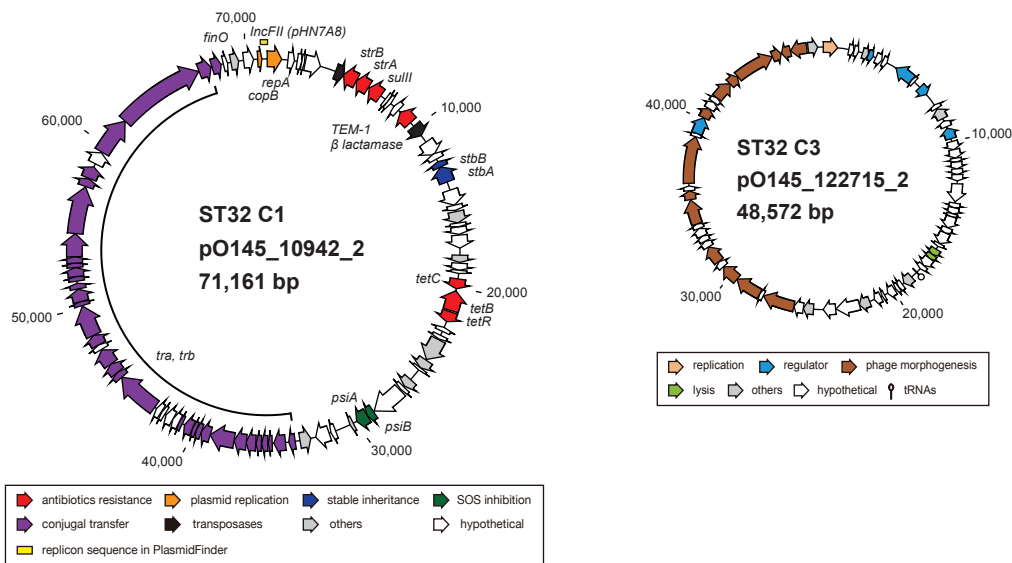 70,000
IncFII (pHN7A8)
finO
repA
copB
strB
strA
sulII
10,000
TEM-1
β lactamase
stbB
stbA
60,000
ST32 C1
pO145_10942_2
71,161 bp
tetC
20,000
tetB
tetR
50,000
tra, trb
psiA
psiB
30,000
40,000
antibiotics resistance
plasmid replication
stable inheritance
SOS inhibition
conjugal transfer
transposases
others
hypothetical
replicon sequence in PlasmidFinder
40,000
10,000
ST32 C3
pO145_122715_2
48,572 bp
30,000
20,000
replication
regulator
phage morphogenesis
lysis
others
hypothetical
tRNAs